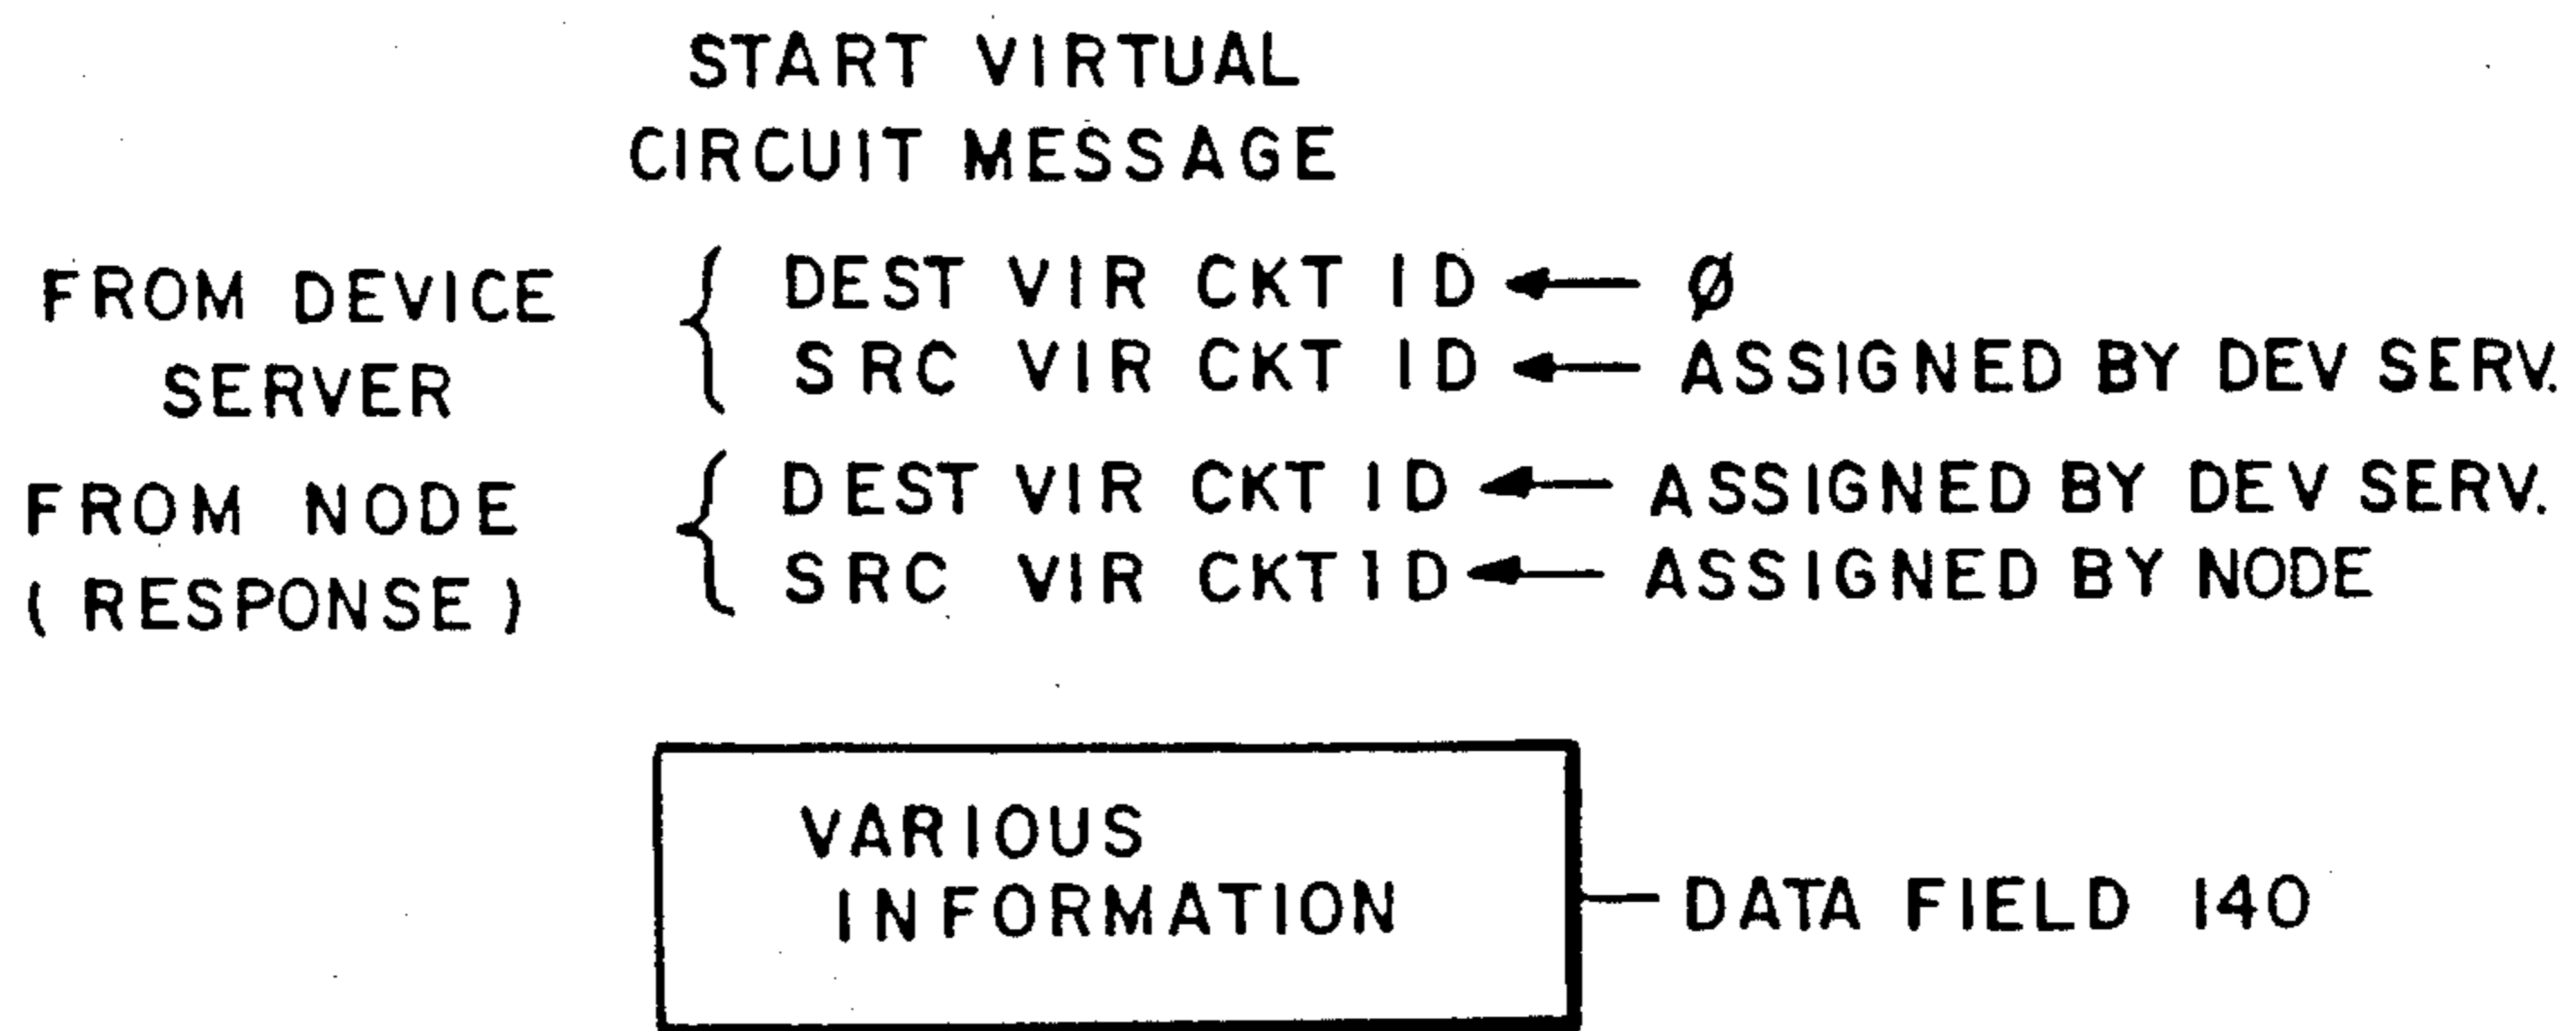 START VIRTUAL
CIRCUIT MESSAGE
FROM DEVICE
SERVER
DEST VIR CKT ID ← Ø
SRC VIR CKT ID ← ASSIGNED BY DEV SERV.
FROM NODE
(RESPONSE)
DEST VIR CKT ID ← ASSIGNED BY DEV SERV.
SRC VIR CKT ID ← ASSIGNED BY NODE
VARIOUS
INFORMATION
DATA FIELD 140